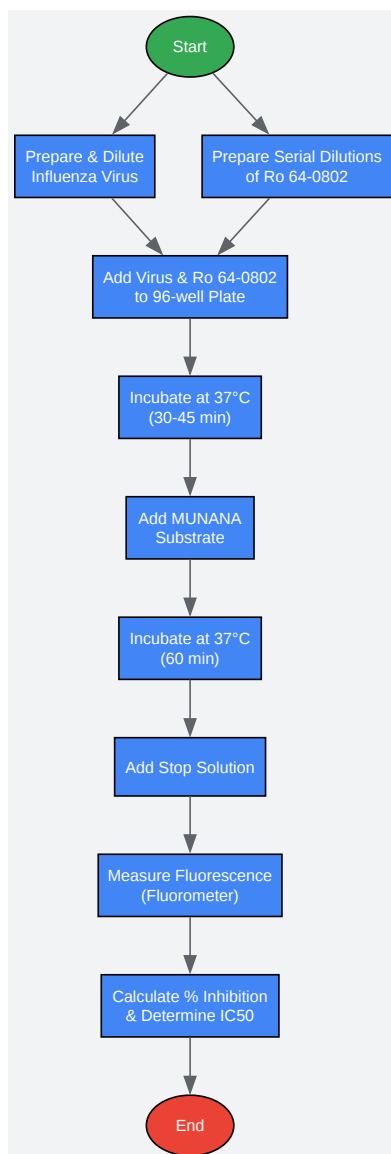 Start
Prepare & Dilute
Influenza Virus
Prepare Serial Dilutions
of Ro 64-0802
Add Virus & Ro 64-0802
to 96-well Plate
Incubate at 37°C
(30-45 min)
Add MUNANA
Substrate
Incubate at 37°C
(60 min)
Add Stop Solution
Measure Fluorescence
(Fluorometer)
Calculate % Inhibition
& Determine IC50
End